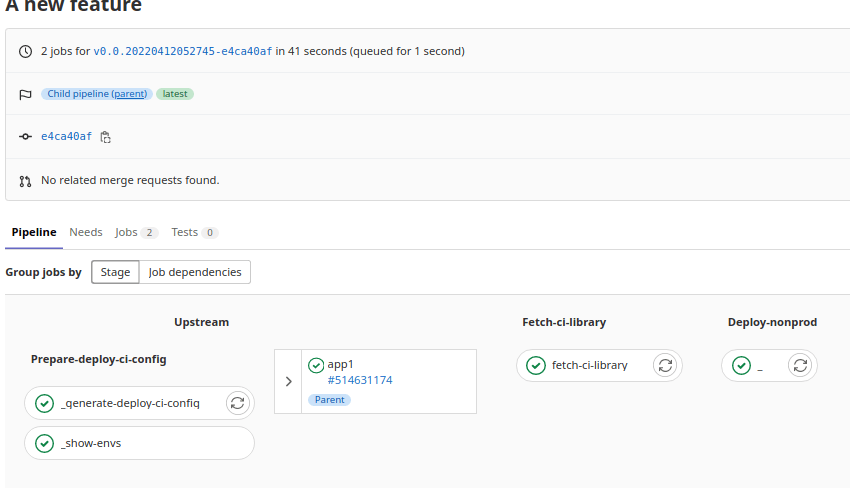 A new feature
2 jobs for v0.0.20220412052745-e4ca40af in 41 seconds (queued for 1 second)
Child pipeline (parent) latest
e4ca40af
No related merge requests found.
Pipeline Needs Jobs 2 Tests 0
Group jobs by Stage Job dependencies
Upstream Fetch-ci-library Deploy-nonprod
Prepare-deploy-ci-config
app1
#514631174
Parent
fetch-ci-library
_
_generate-deploy-ci-config
_show-envs